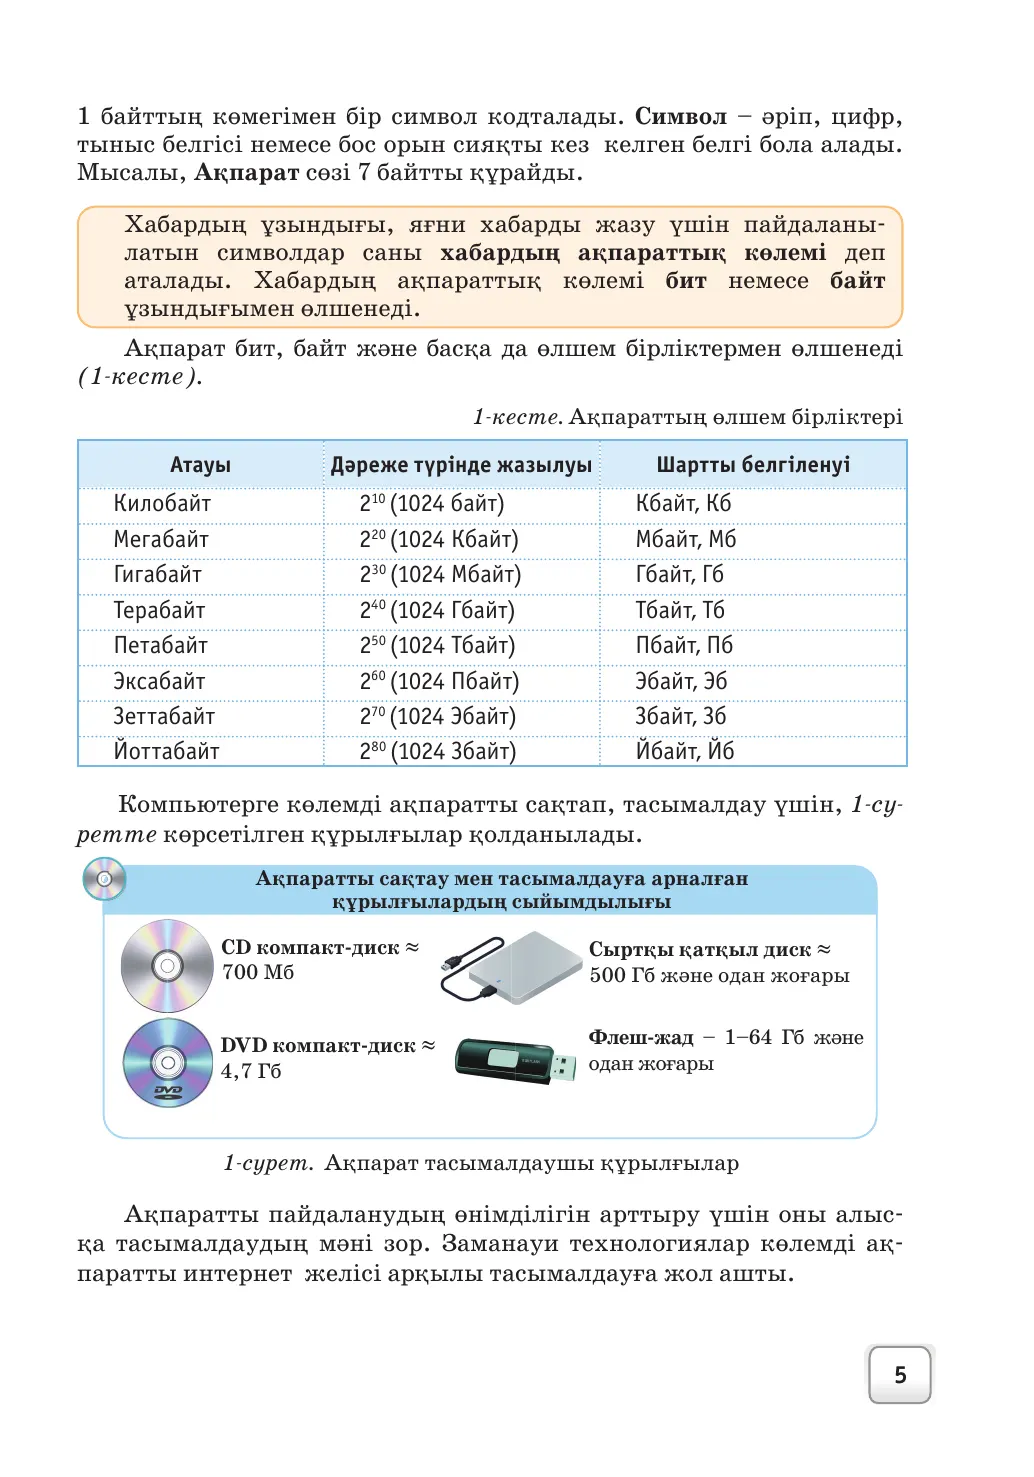 1 байттың көмегімен бір символ кодталады. Символ – әріп, цифр,
тыныс белгісі немесе бос орын сияқты кез келген белгі бола алады.
Мысалы, Ақпарат сөзі 7 байтты құрайды.
Хабардың ұзындығы, яғни хабарды жазу үшін пайдаланы-
латын символдар саны хабардың ақпараттық көлемі деп
аталады. Хабардың ақпараттық көлемі бит немесе байт
ұзындығымен өлшенеді.
Ақпарат бит, байт және басқа да өлшем бірліктермен өлшенеді
(1-кесте).
1-кесте. Ақпараттың өлшем бірліктері
Атауы Дәреже түрінде жазылуы Шартты белгіленуі
Килобайт 2¹⁰ (1024 байт) Кбайт, Кб
Мегабайт 2²⁰ (1024 Кбайт) Мбайт, Мб
Гигабайт 2³⁰ (1024 Мбайт) Гбайт, Гб
Терабайт 2⁴⁰ (1024 Гбайт) Тбайт, Тб
Петабайт 2⁵⁰ (1024 Тбайт) Пбайт, Пб
Эксабайт 2⁶⁰ (1024 Пбайт) Эбайт, Эб
Зеттабайт 2⁷⁰ (1024 Эбайт) Збайт, Зб
Йоттабайт 2⁸⁰ (1024 Збайт) Йбайт, Йб
Компьютерге көлемді ақпаратты сақтап, тасымалдау үшін, 1-су-
ретте көрсетілген құрылғылар қолданылады.
Ақпаратты сақтау мен тасымалдауға арналған
құрылғылардың сыйымдылығы
CD компакт-диск ≈
700 Мб
Сыртқы қатқыл диск ≈
500 Гб және одан жоғары
DVD компакт-диск ≈
4,7 Гб
DVD
Флеш-жад – 1–64 Гб және
одан жоғары
1-сурет. Ақпарат тасымалдаушы құрылғылар
Ақпаратты пайдаланудың өнімділігін арттыру үшін оны алыс-
қа тасымалдаудың мәні зор. Заманауи технологиялар көлемді ақ-
паратты интернет желісі арқылы тасымалдауға жол ашты.
5